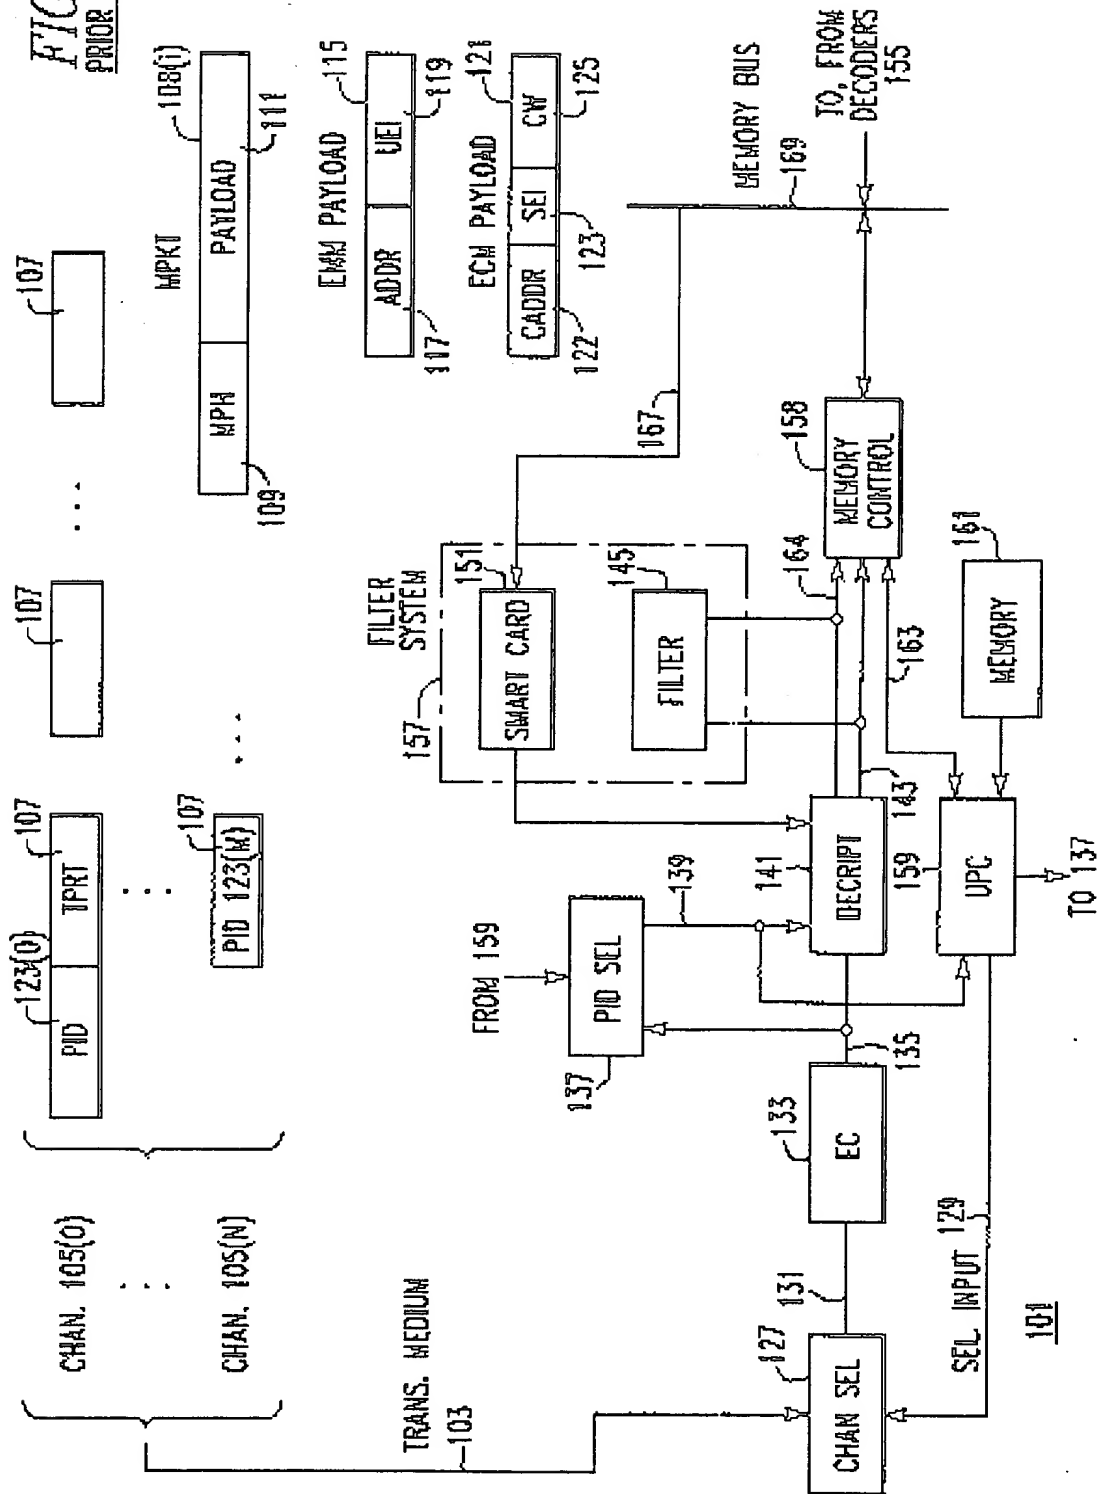 FIG
PRIOR
CHAN. 105(0)
CHAN. 105(N)
123(0)
107
PID
TPRT
107
PID 123(M)
107
107
MPKT
108(i)
MPH
PAYLOAD
109
111
EMM PAYLOAD
115
ADDR
UEI
117
119
ECM PAYLOAD
121
CADDR
SEI
CW
122
123
125
TRANS. MEDIUM
103
FILTER
SYSTEM
157
SMART CARD
151
FILTER
145
167
MEMORY BUS
169
FROM 159
PID SEL
137
139
CHAN SEL
127
131
EC
133
135
DECRIPT
141
143
164
MEMORY
CONTROL
158
TO, FROM
DECODERS
155
SEL. INPUT 129
UPC
159
163
MEMORY
161
TO 137
101